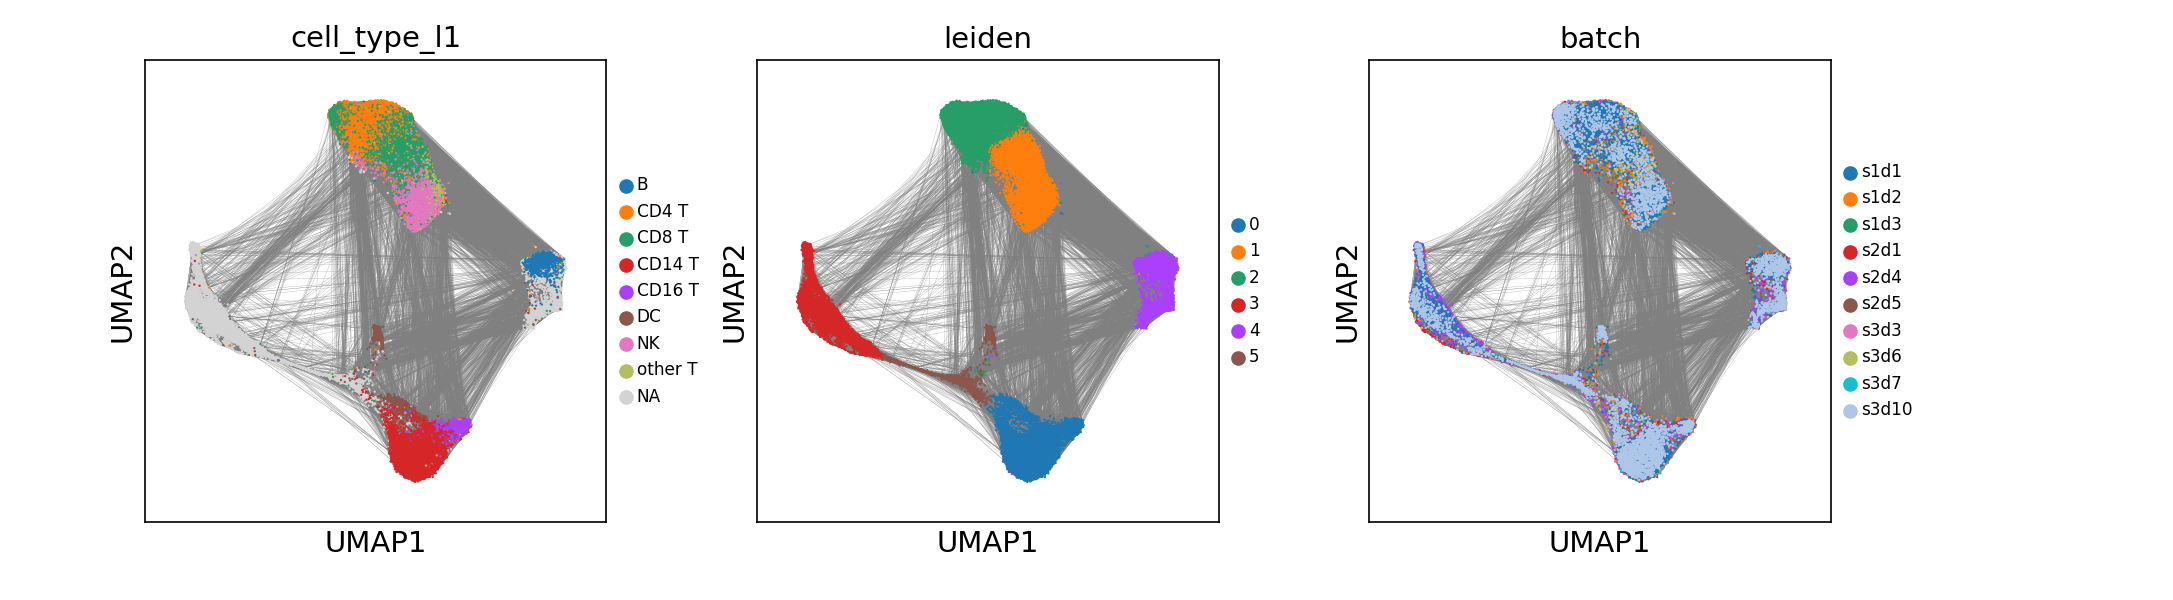 cell_type_l1
UMAP2
UMAP1
B
CD4 T
CD8 T
CD14 T
CD16 T
DC
NK
other T
NA
leiden
UMAP2
UMAP1
0
1
2
3
4
5
batch
UMAP2
UMAP1
s1d1
s1d2
s1d3
s2d1
s2d4
s2d5
s3d3
s3d6
s3d7
s3d10